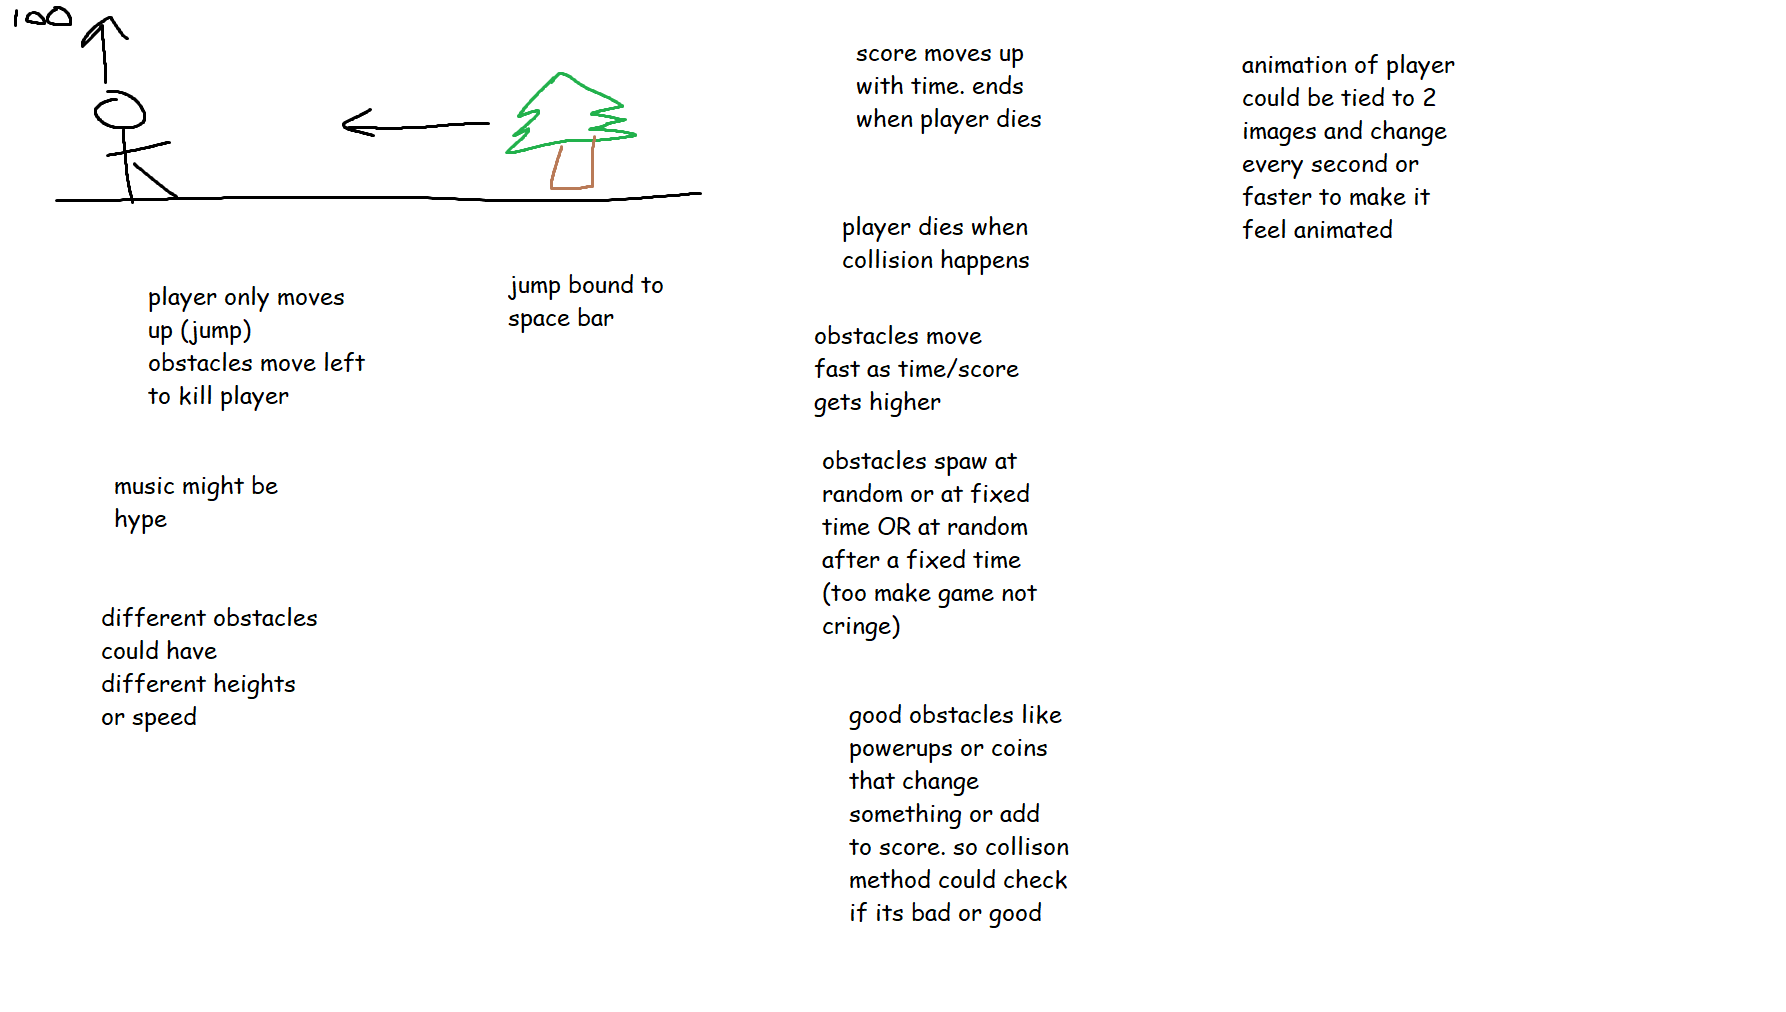 100
player only moves
up (jump)
obstacles move left
to kill player
jump bound to
space bar
music might be
hype
different obstacles
could have
different heights
or speed
score moves up
with time. ends
when player dies
player dies when
collision happens
obstacles move
fast as time/score
gets higher
obstacles spaw at
random or at fixed
time OR at random
after a fixed time
(too make game not
cringe)
good obstacles like
powerups or coins
that change
something or add
to score. so collison
method could check
if its bad or good
animation of player
could be tied to 2
images and change
every second or
faster to make it
feel animated